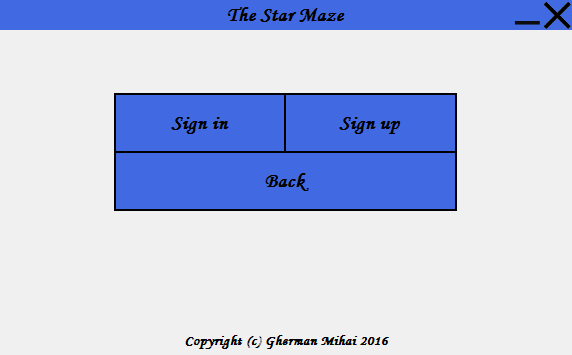 The Star Maze
Sign in
Sign up
Back
Copyright (c) Gherman Mihai 2016